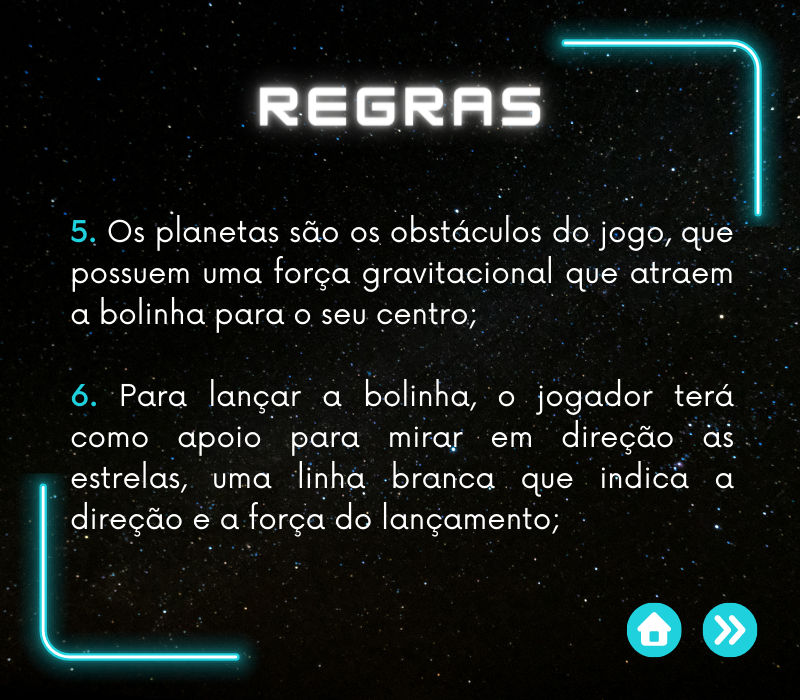 REGRAS
5. Os planetas são os obstáculos do jogo, que
possuem uma força gravitacional que atraem
a bolinha para o seu centro;
6. Para lançar a bolinha, o jogador terá
como apoio para mirar em direção as
estrelas, uma linha branca que indica a
direção e a força do lançamento;